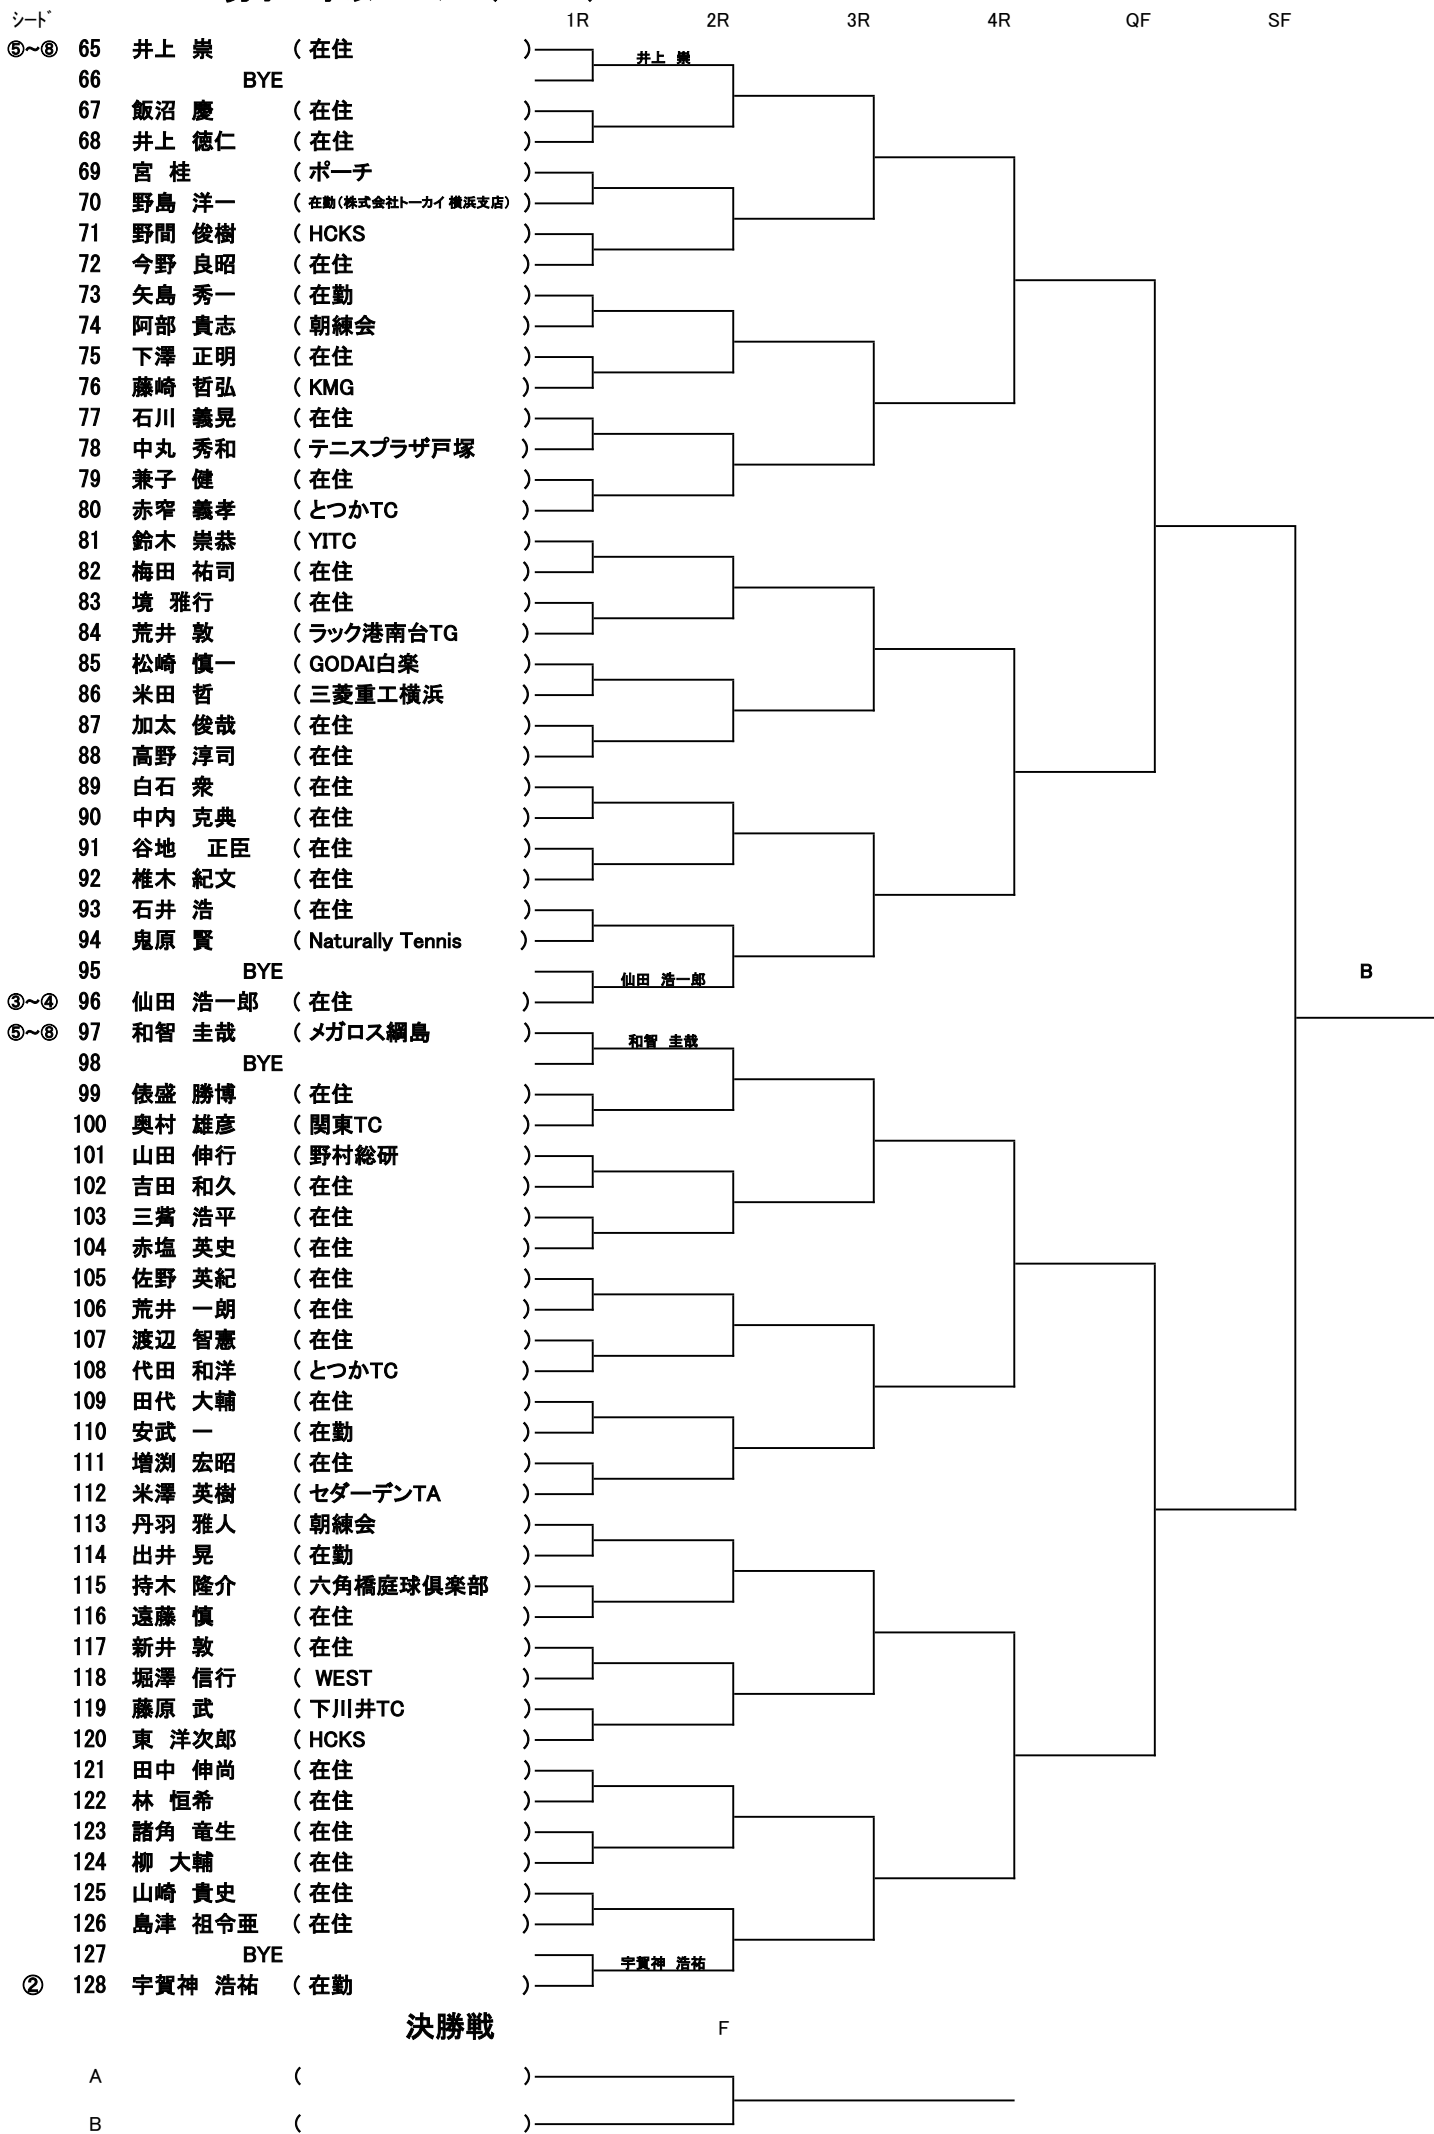 ｼｰﾄﾞ 1R 2R 3R 4R QF SF
⑤~⑧ 65 井上 崇 ( 在住 ) 井上 崇
66 BYE
67 飯沼 慶 ( 在住 )
68 井上 徳仁 ( 在住 )
69 宮 桂 ( ポーチ )
70 野島 洋一 ( 在勤(株式会社トーカイ 横浜支店) )
71 野間 俊樹 ( HCKS )
72 今野 良昭 ( 在住 )
73 矢島 秀一 ( 在勤 )
74 阿部 貴志 ( 朝練会 )
75 下澤 正明 ( 在住 )
76 藤崎 哲弘 ( KMG )
77 石川 義晃 ( 在住 )
78 中丸 秀和 ( テニスプラザ戸塚 )
79 兼子 健 ( 在住 )
80 赤窄 義孝 ( とつかTC )
81 鈴木 崇恭 ( YITC )
82 梅田 祐司 ( 在住 )
83 境 雅行 ( 在住 )
84 荒井 敦 ( ラック港南台TG )
85 松崎 慎一 ( GODAI白楽 )
86 米田 哲 ( 三菱重工横浜 )
87 加太 俊哉 ( 在住 )
88 高野 淳司 ( 在住 )
89 白石 衆 ( 在住 )
90 中内 克典 ( 在住 )
91 谷地 正臣 ( 在住 )
92 椎木 紀文 ( 在住 )
93 石井 浩 ( 在住 )
94 鬼原 賢 ( Naturally Tennis )
95 BYE 仙田 浩一郎 B
③~④ 96 仙田 浩一郎 ( 在住 )
⑤~⑧ 97 和智 圭哉 ( メガロス綱島 ) 和智 圭哉
98 BYE
99 俵盛 勝博 ( 在住 )
100 奥村 雄彦 ( 関東TC )
101 山田 伸行 ( 野村総研 )
102 吉田 和久 ( 在住 )
103 三觜 浩平 ( 在住 )
104 赤塩 英史 ( 在住 )
105 佐野 英紀 ( 在住 )
106 荒井 一朗 ( 在住 )
107 渡辺 智憲 ( 在住 )
108 代田 和洋 ( とつかTC )
109 田代 大輔 ( 在住 )
110 安武 一 ( 在勤 )
111 増渕 宏昭 ( 在住 )
112 米澤 英樹 ( セダーデンTA )
113 丹羽 雅人 ( 朝練会 )
114 出井 晃 ( 在勤 )
115 持木 隆介 ( 六角橋庭球倶楽部 )
116 遠藤 慎 ( 在住 )
117 新井 敦 ( 在住 )
118 堀澤 信行 ( WEST )
119 藤原 武 ( 下川井TC )
120 東 洋次郎 ( HCKS )
121 田中 伸尚 ( 在住 )
122 林 恒希 ( 在住 )
123 諸角 竜生 ( 在住 )
124 柳 大輔 ( 在住 )
125 山崎 貴史 ( 在住 )
126 島津 祖令亜 ( 在住 )
127 BYE 宇賀神 浩祐
② 128 宇賀神 浩祐 ( 在勤 )
決勝戦 F
A ( )
B ( )